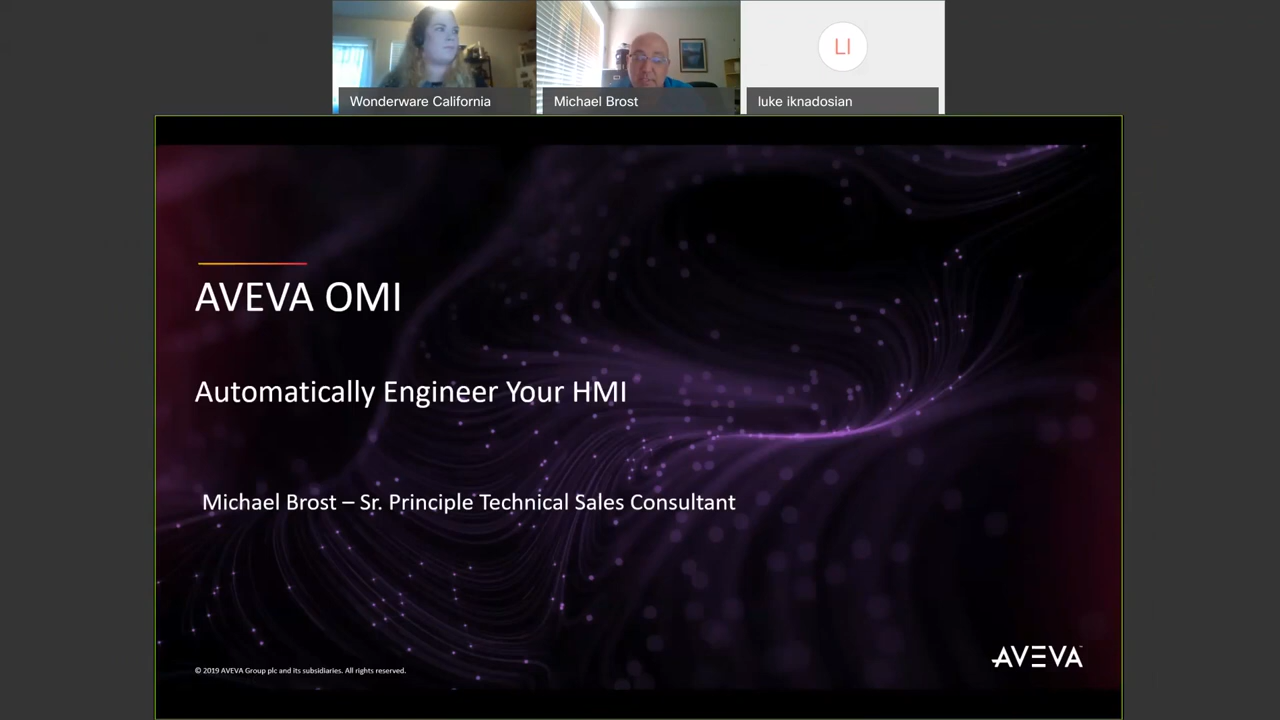 Wonderware California
Michael Brost
LI
luke iknadosian
AVEVA OMI
Automatically Engineer Your HMI
Michael Brost – Sr. Principle Technical Sales Consultant
© 2019 AVEVA Group plc and its subsidiaries. All rights reserved.
AVEVA